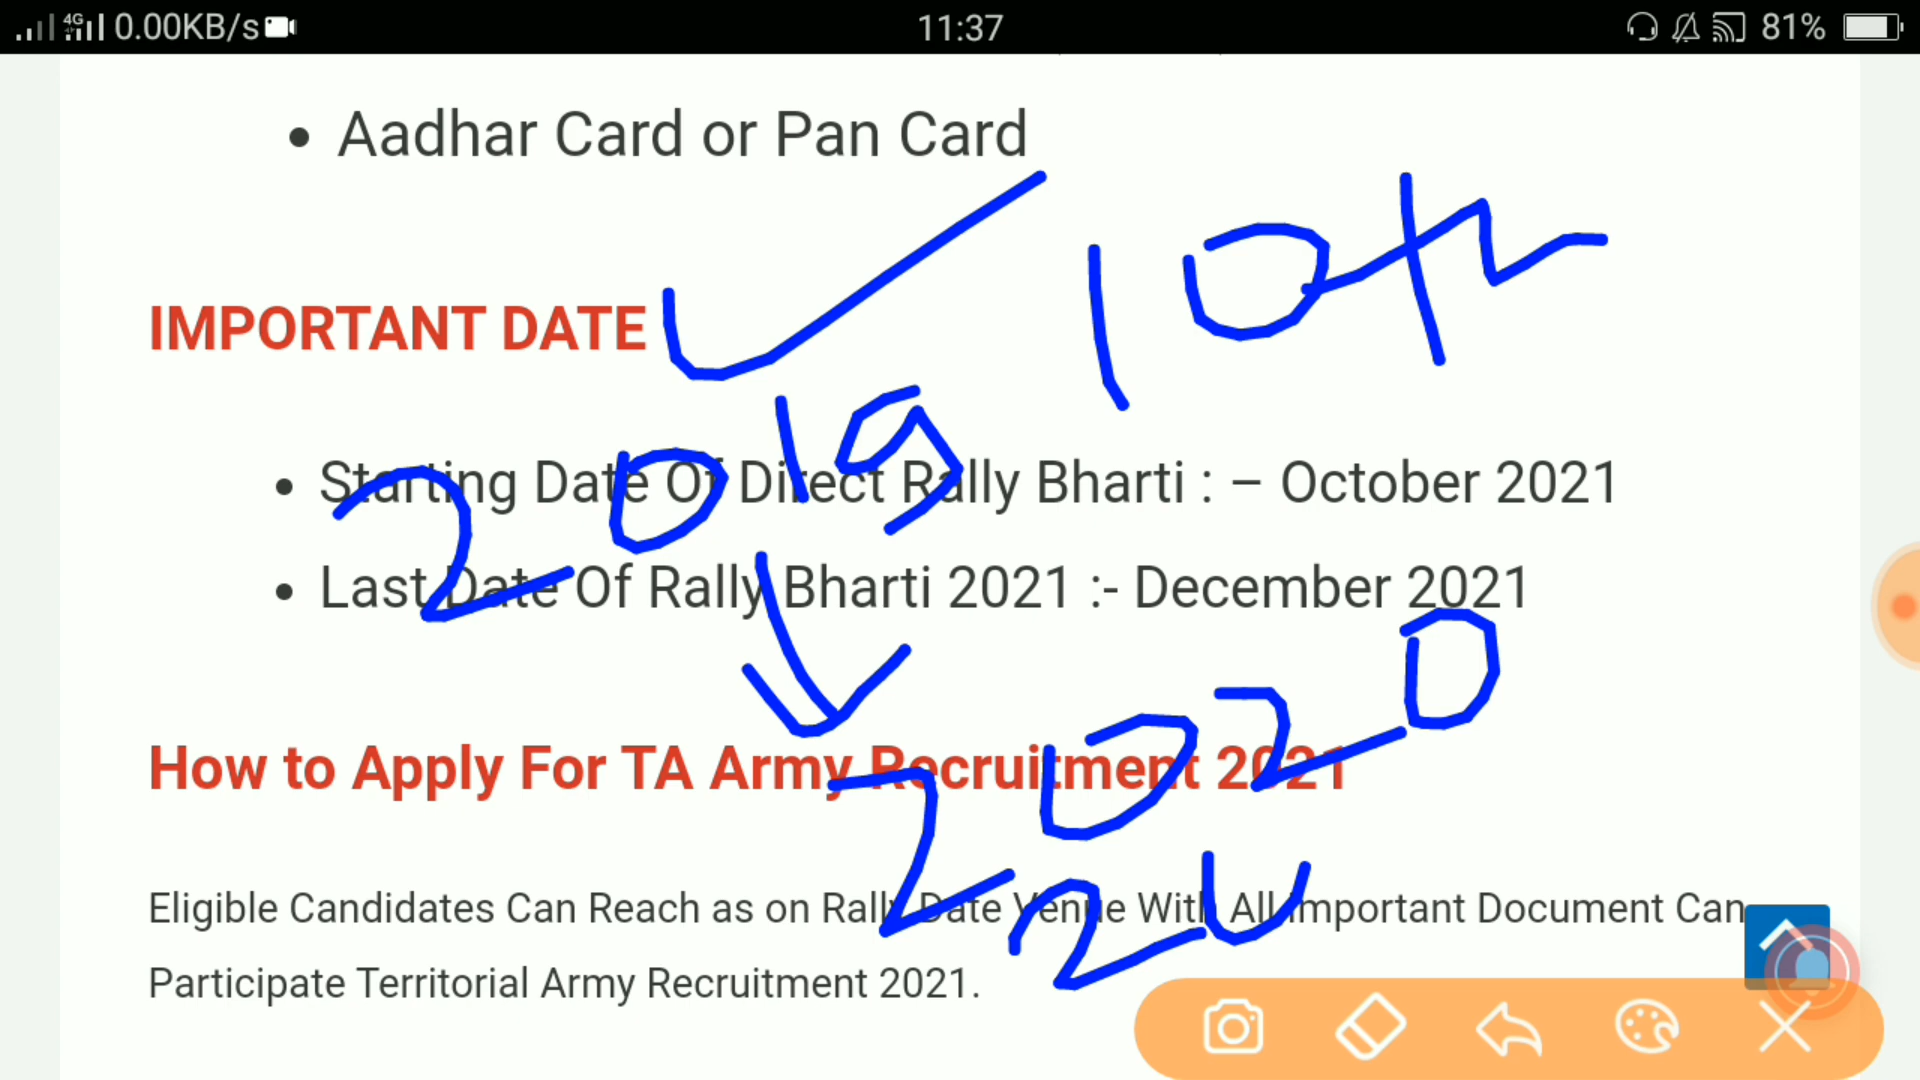 4G 0.00KB/s 11:37 81%
• Aadhar Card or Pan Card
10th
IMPORTANT DATE
2019
• Starting Date Of Direct Rally Bharti : – October 2021
• Last Date Of Rally Bharti 2021 :- December 2021
2020
How to Apply For TA Army Recruitment 2021
Eligible Candidates Can Reach as on Rally Date Venue With All Important Document Can
Participate Territorial Army Recruitment 2021.